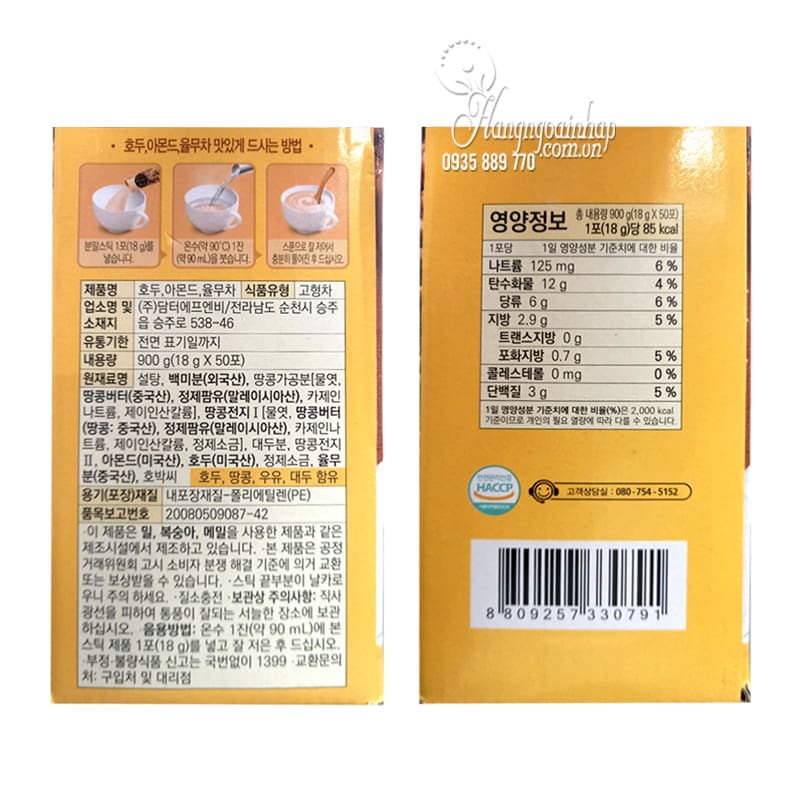 · 호두,아몬드,율무차 맛있게 드시는 방법 ·
분말스틱 1포(18 g)를
넣습니다.
온수(약 90˚C) 1잔
(약 90 mL)을 붓습니다.
스푼으로 잘 저어서
충분히 풀어진 후 드십시오.
제품명 호두,아몬드,율무차 식품유형 고형차
업소명 및 (주)담터에프엔비/전라남도 순천시 승주
소재지 읍 승주로 538-46
유통기한 전면 표기일까지
내용량 900 g(18 g X 50포)
원재료명 설탕, 백미분(외국산), 땅콩가공분[물엿,
땅콩버터(중국산), 정제팜유(말레이시아산), 카제인
나트륨, 제이인산칼륨], 땅콩전지Ⅰ[물엿, 땅콩버터
(땅콩: 중국산), 정제팜유(말레이시아산), 카제인나
트륨, 제이인산칼륨, 정제소금], 대두분, 땅콩전지
Ⅱ, 아몬드(미국산), 호두(미국산), 정제소금, 율무
분(중국산), 호박씨 호두, 땅콩, 우유, 대두 함유
용기(포장)재질 내포장재질-폴리에틸렌(PE)
품목보고번호 20080509087-42
·이 제품은 밀, 복숭아, 메밀을 사용한 제품과 같은
제조시설에서 제조하고 있습니다. ·본 제품은 공정
거래위원회 고시 소비자 분쟁 해결 기준에 의거 교환
또는 보상받을 수 있습니다. ·스틱 끝부분이 날카로
우니 주의 하세요. ·질소충전 ·보관상 주의사항: 직사
광선을 피하여 통풍이 잘되는 서늘한 장소에 보관
하십시오. ·음용방법: 온수 1잔(약 90 mL)에 본
스틱 제품 1포(18 g)를 넣고 잘 저은 후 드십시오.
·부정·불량식품 신고는 국번없이 1399 ·교환문의
처: 구입처 및 대리점
Hangngoainhap
.com.vn
0935 889 770
영양정보
총 내용량 900 g(18 g X 50포)
1포(18 g)당 85 kcal
1포당 1일 영양성분 기준치에 대한 비율
나트륨 125 mg 6 %
탄수화물 12 g 4 %
당류 6 g 6 %
지방 2.9 g 5 %
트랜스지방 0 g
포화지방 0.7 g 5 %
콜레스테롤 0 mg 0 %
단백질 3 g 5 %
1일 영양성분 기준치에 대한 비율(%)은 2,000 kcal
기준이므로 개인의 필요 열량에 따라 다를 수 있습니다.
안전관리인증
HACCP
고객상담실 : 080-754-5152
8 809257 330791